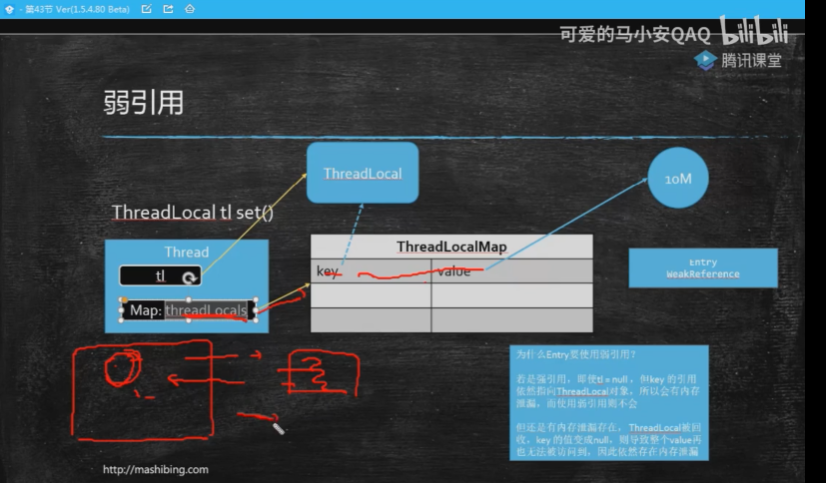 - 第43节 Ver(1.5.4.80 Beta)
可爱的马小安QAQ bilibili
腾讯课堂
弱引用
ThreadLocal
10M
ThreadLocal tl set()
Thread
tl
Map: threadLocals
ThreadLocalMap
key value
Entry
WeakReference
为什么Entry要使用弱引用?
若是强引用,即使tl = null,但key 的引用
依然指向ThreadLocal对象,所以会有内存
泄漏,而使用弱引用则不会
但还是有内存泄漏存在,ThreadLocal被回
收,key 的值变成null,则导致整个value再
也无法被访问到,因此依然存在内存泄漏
http://mashibing.com